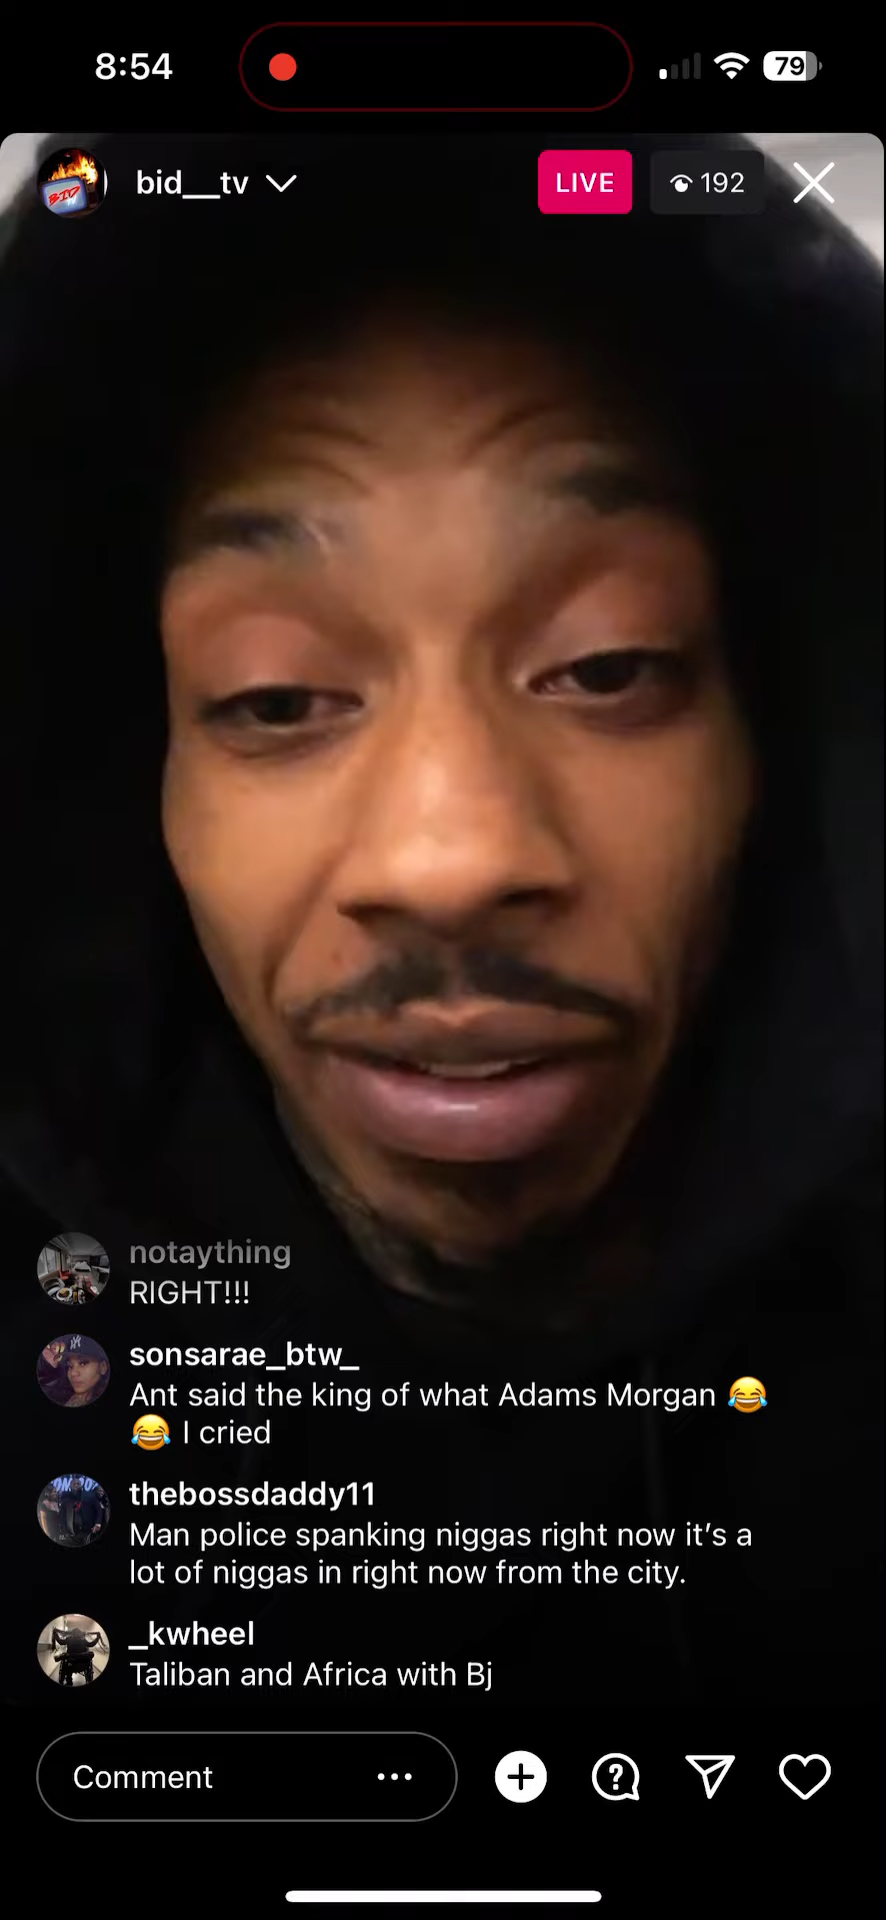 8:54
79
BID
bid__tv
LIVE
192
notaything
RIGHT!!!
sonsarae_btw_
Ant said the king of what Adams Morgan 😂
😂 I cried
thebossdaddy11
Man police spanking niggas right now it’s a
lot of niggas in right now from the city.
_kwheel
Taliban and Africa with Bj
Comment